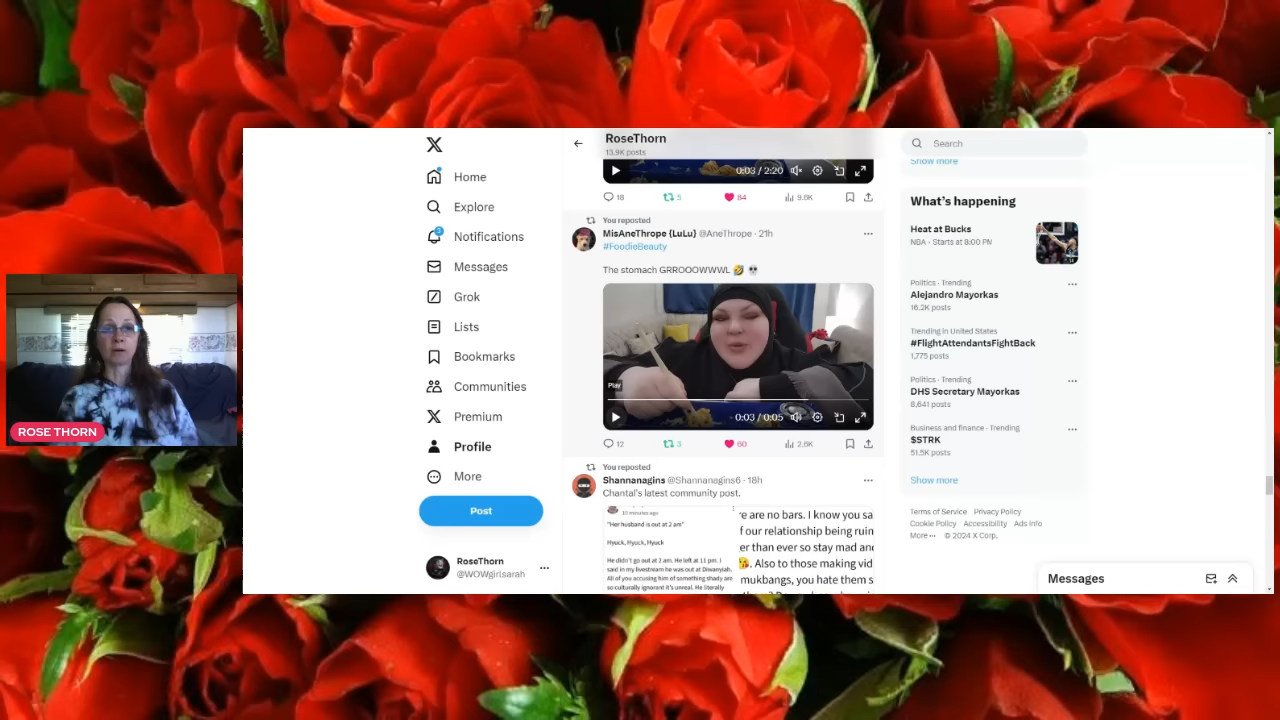 RoseThorn
13.9K posts
Search
Show more
Home
Explore
Notifications
3
Messages
Grok
Lists
Bookmarks
Communities
Premium
Profile
More
Post
RoseThorn
@WOWgirlsarah
ROSE THORN
0:03 / 2:20
18
5
84
9.6K
You reposted
MisAneThrope {LuLu} @AneThrope · 21h
#FoodieBeauty
The stomach GRROOOWWWL 🤣 💀
Play
0:03 / 0:05
12
3
60
2.6K
You reposted
Shannanagins @Shannanagins6 · 18h
Chantal's latest community post.
10 minutes ago
"Her husband is out at 2 am"
Hyuck, Hyuck, Hyuck
He didn't go out at 2 am. He left at 11 pm. I
said in my livestream he was out at Diwanyiah.
All of you accusing him of something shady are
so culturally ignorant it's unreal. He literally
e are no bars. I know you sa
f our relationship being ruin
er than ever so stay mad and
😘. Also to those making vid
mukbangs, you hate them s
What's happening
Heat at Bucks
NBA · Starts at 8:00 PM
Politics · Trending
Alejandro Mayorkas
16.2K posts
Trending in United States
#FlightAttendantsFightBack
1,775 posts
Politics · Trending
DHS Secretary Mayorkas
8,641 posts
Business and finance · Trending
$STRK
51.5K posts
Show more
Terms of Service Privacy Policy
Cookie Policy Accessibility Ads info
More ··· © 2024 X Corp.
Messages